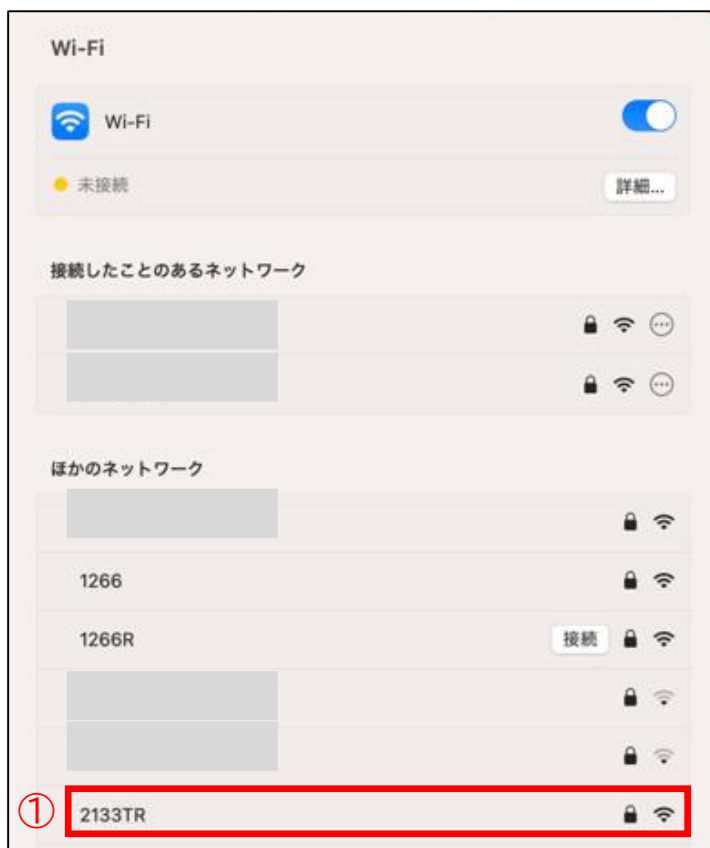 Wi-Fi
Wi-Fi
未接続
詳細...
接続したことのあるネットワーク
ほかのネットワーク
1266
1266R 接続
① 2133TR